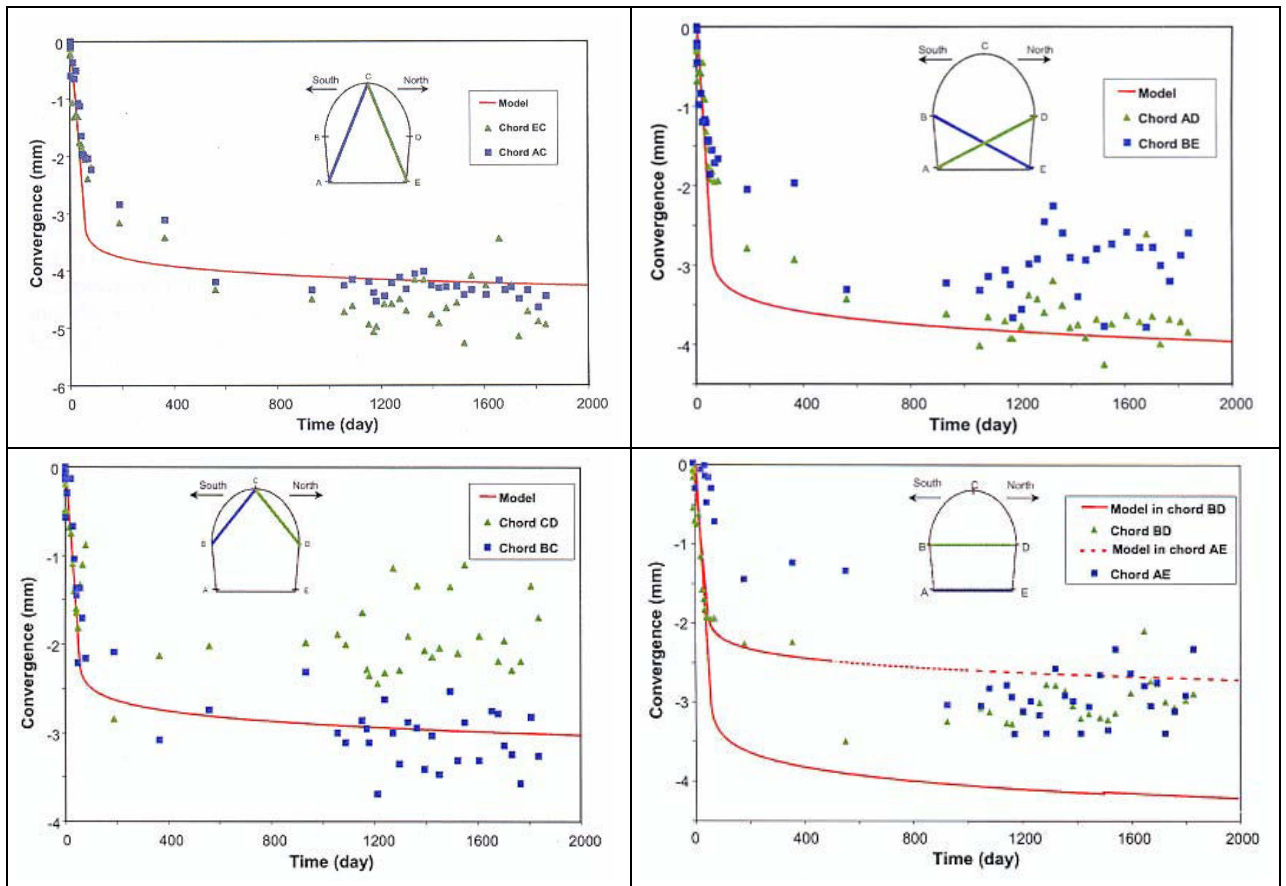 0
-1
-2
-3
-4
-5
-6
Convergence (mm)
South C North
B D
A E
Model
Chord EC
Chord AC
0 400 800 1200 1600 2000
Time (day)
0
-1
-2
-3
-4
Convergence (mm)
South C North
B D
A E
Model
Chord AD
Chord BE
0 400 800 1200 1600 2000
Time (day)
0
-1
-2
-3
-4
Convergence (mm)
South C North
B D
A E
Model
Chord CD
Chord BC
0 400 800 1200 1600 2000
Time (day)
0
-1
-2
-3
-4
Convergence (mm)
South C North
B D
A E
Model in chord BD
Chord BD
Model in chord AE
Chord AE
0 400 800 1200 1600 2000
Time (day)